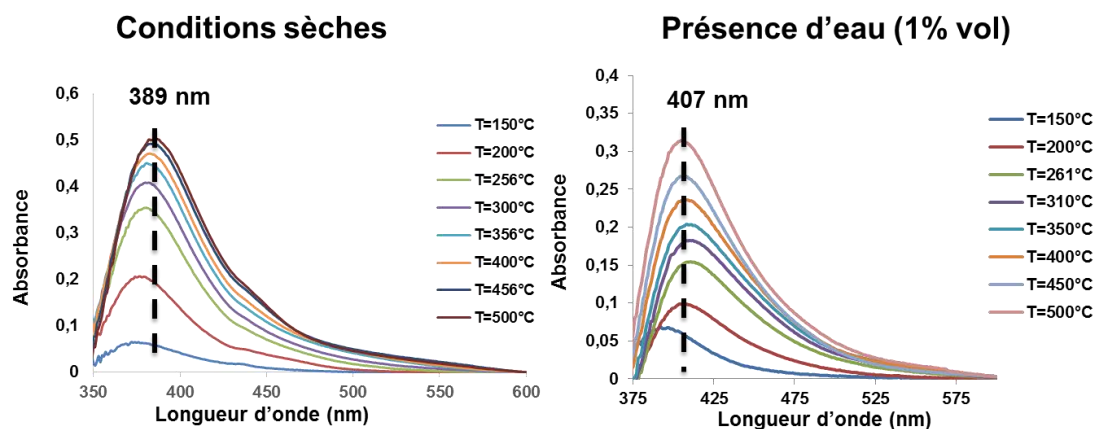 Conditions sèches
389 nm
0,6
0,5
0,4
0,3
0,2
0,1
0
Absorbance
350 400 450 500 550 600
Longueur d’onde (nm)
T=150°C
T=200°C
T=256°C
T=300°C
T=356°C
T=400°C
T=456°C
T=500°C
Présence d’eau (1% vol)
407 nm
0,4
0,35
0,3
0,25
0,2
0,15
0,1
0,05
0
Absorbance
375 425 475 525 575
Longueur d’onde (nm)
T=150°C
T=200°C
T=261°C
T=310°C
T=350°C
T=400°C
T=450°C
T=500°C